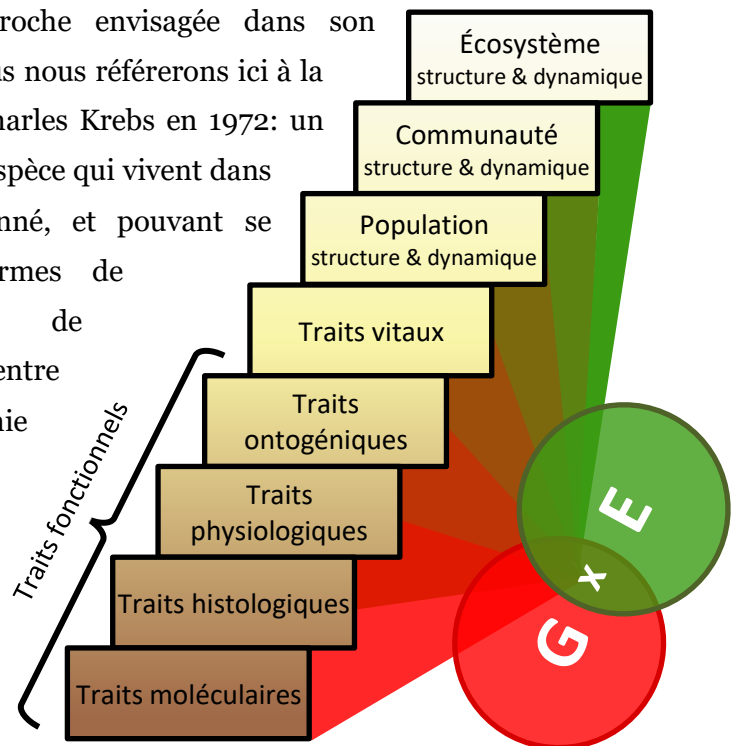 roche envisagée dans son
us nous référerons ici à la
harles Krebs en 1972: un
spèce qui vivent dans
onné, et pouvant se
rmes de
de
entre
nie
Écosystème
structure & dynamique
Communauté
structure & dynamique
Population
structure & dynamique
Traits vitaux
Traits
ontogéniques
Traits
physiologiques
Traits histologiques
Traits moléculaires
Traits fonctionnels
G x E